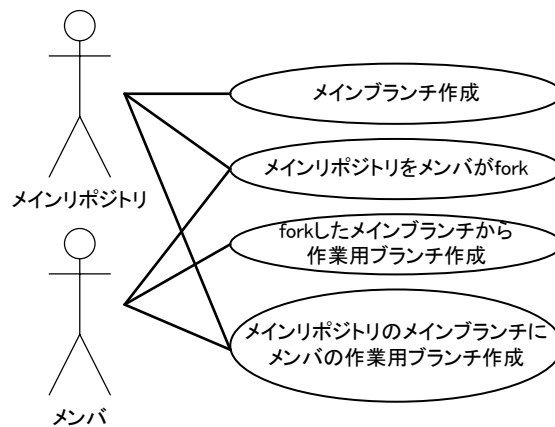 メインブランチ作成
メインリポジトリをメンバがfork
メインリポジトリ
forkしたメインブランチから
作業用ブランチ作成
メインリポジトリのメインブランチに
メンバの作業用ブランチ作成
メンバ